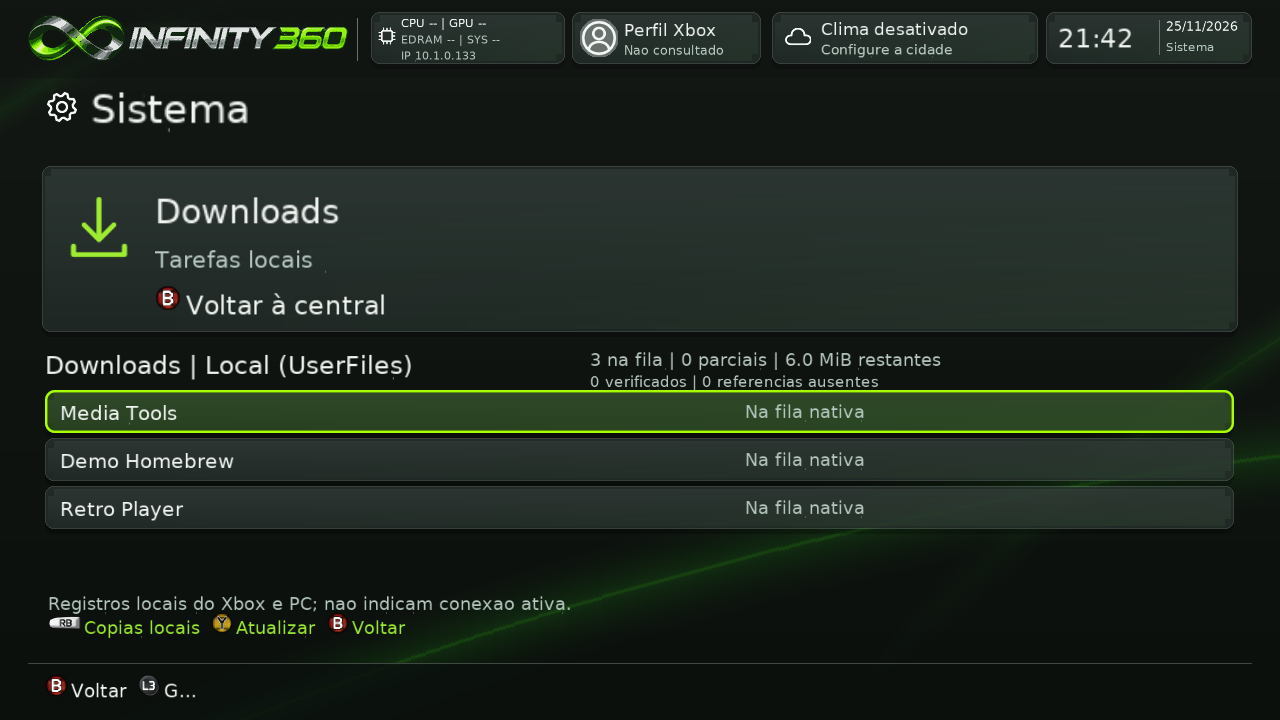 INFINITY 360
CPU -- | GPU --
EDRAM -- | SYS --
IP 10.1.0.133
Perfil Xbox
Nao consultado
Clima desativado
Configure a cidade
21:42
25/11/2026
Sistema
Sistema
Downloads
Tarefas locais
B Voltar à central
Downloads | Local (UserFiles)
3 na fila | 0 parciais | 6.0 MiB restantes
0 verificados | 0 referencias ausentes
Media Tools Na fila nativa
Demo Homebrew Na fila nativa
Retro Player Na fila nativa
Registros locais do Xbox e PC; nao indicam conexao ativa.
RB Copias locais Y Atualizar B Voltar
B Voltar L3 G...